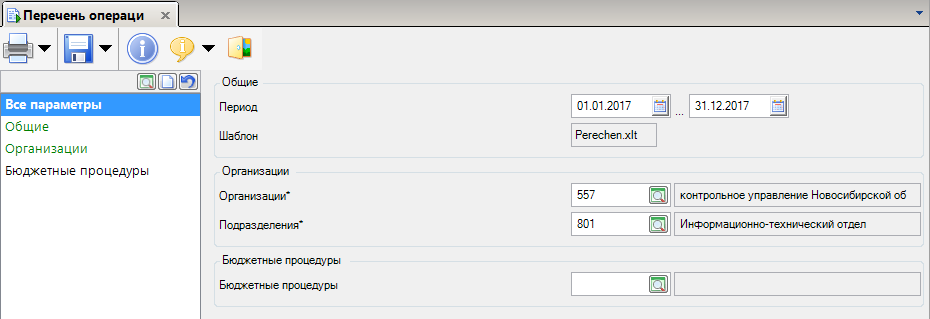 Перечень операци
Все параметры
Общие
Организации
Бюджетные процедуры
Общие
Период 01.01.2017 ... 31.12.2017
Шаблон Perechen.xlt
Организации
Организации* 557 контрольное управление Новосибирской об
Подразделения* 801 Информационно-технический отдел
Бюджетные процедуры
Бюджетные процедуры